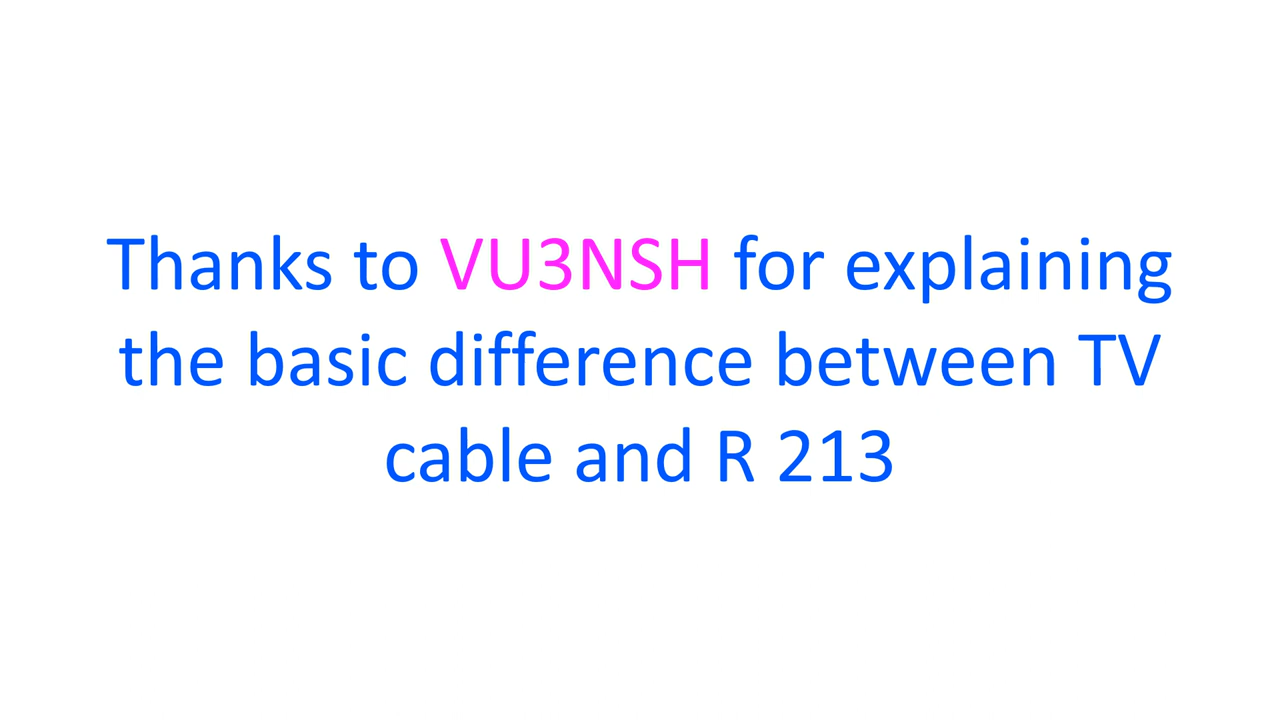 Thanks to VU3NSH for explaining
the basic difference between TV
cable and R 213